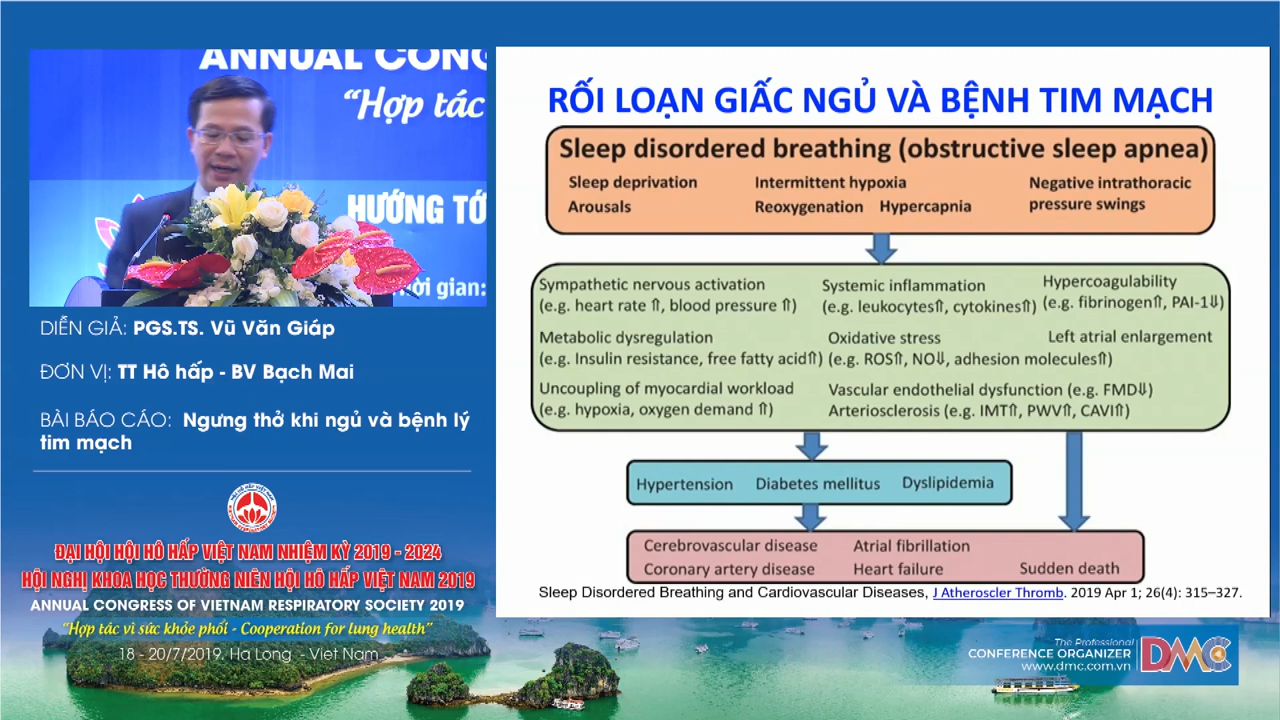 ANNUAL CONG
"Hợp tác
HƯỚNG TỚ
hời gian:
DIỄN GIẢ: PGS.TS. Vũ Văn Giáp
ĐƠN VỊ: TT Hô hấp - BV Bạch Mai
BÀI BÁO CÁO: Ngưng thở khi ngủ và bệnh lý
tim mạch
ĐẠI HỘI HỘI HÔ HẤP VIỆT NAM NHIỆM KỲ 2019 - 2024
HỘI NGHỊ KHOA HỌC THƯỜNG NIÊN HỘI HÔ HẤP VIỆT NAM 2019
ANNUAL CONGRESS OF VIETNAM RESPIRATORY SOCIETY 2019
"Hợp tác vì sức khỏe phổi - Cooperation for lung health"
18 - 20/7/2019. Ha Long - Viet Nam
RỐI LOẠN GIẤC NGỦ VÀ BỆNH TIM MẠCH
Sleep disordered breathing (obstructive sleep apnea)
Sleep deprivation
Arousals
Intermittent hypoxia
Reoxygenation Hypercapnia
Negative intrathoracic
pressure swings
Sympathetic nervous activation
(e.g. heart rate ⇑, blood pressure ⇑)
Systemic inflammation
(e.g. leukocytes⇑, cytokines⇑)
Hypercoagulability
(e.g. fibrinogen⇑, PAI-1⇓)
Metabolic dysregulation
(e.g. Insulin resistance, free fatty acid⇑)
Oxidative stress
(e.g. ROS⇑, NO⇓, adhesion molecules⇑)
Left atrial enlargement
Uncoupling of myocardial workload
(e.g. hypoxia, oxygen demand ⇑)
Vascular endothelial dysfunction (e.g. FMD⇓)
Arteriosclerosis (e.g. IMT⇑, PWV⇑, CAVI⇑)
Hypertension Diabetes mellitus Dyslipidemia
Cerebrovascular disease Atrial fibrillation
Coronary artery disease Heart failure Sudden death
Sleep Disordered Breathing and Cardiovascular Diseases, J Atheroscler Thromb. 2019 Apr 1; 26(4): 315–327.
The Professional
CONFERENCE ORGANIZER
www.dmc.com.vn
DMC